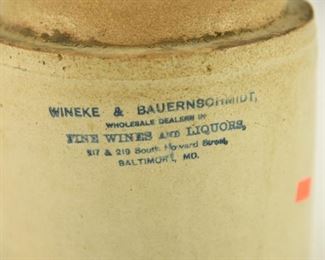 WINEKE & BAUERNSCHMIDT,
WHOLESALE DEALERS IN
FINE WINES AND LIQUORS,
217 & 219 South Howard Street,
BALTIMORE, MD.